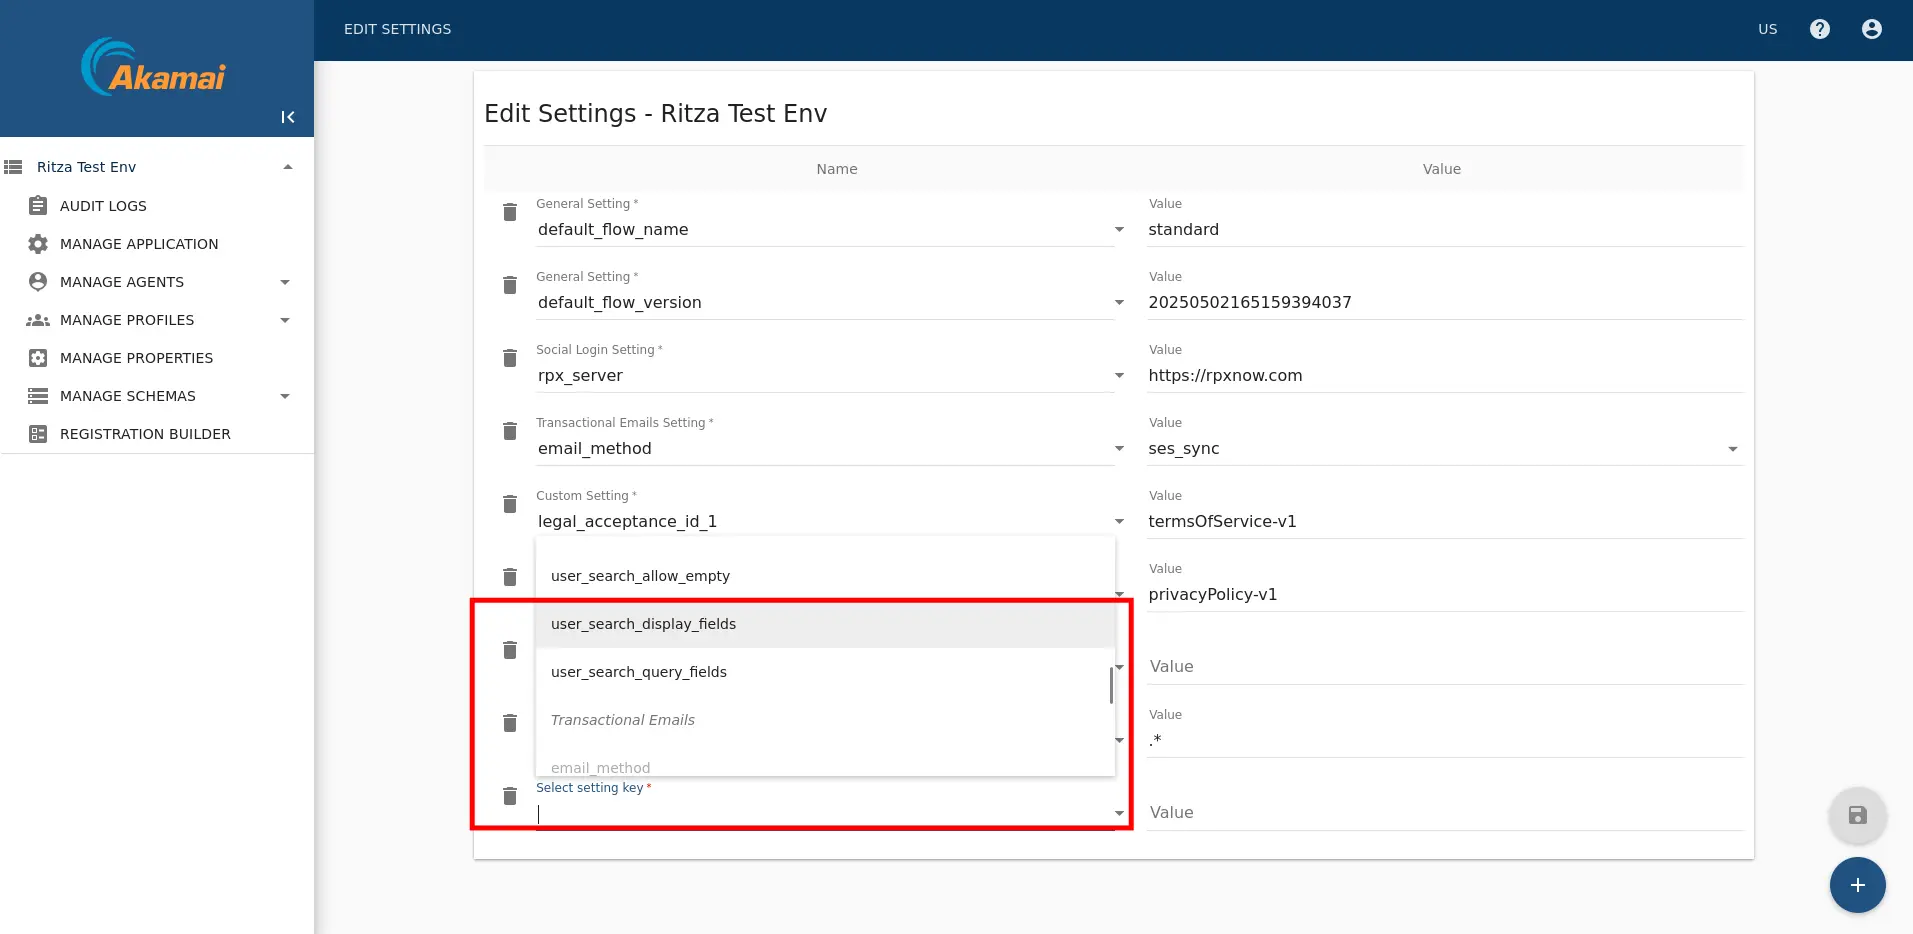 EDIT SETTINGS
US
Akamai
Ritza Test Env
AUDIT LOGS
MANAGE APPLICATION
MANAGE AGENTS
MANAGE PROFILES
MANAGE PROPERTIES
MANAGE SCHEMAS
REGISTRATION BUILDER
Edit Settings - Ritza Test Env
Name Value
General Setting * Value
default_flow_name standard
General Setting * Value
default_flow_version 20250502165159394037
Social Login Setting * Value
rpx_server https://rpxnow.com
Transactional Emails Setting * Value
email_method ses_sync
Custom Setting * Value
legal_acceptance_id_1 termsOfService-v1
Value
user_search_allow_empty
privacyPolicy-v1
user_search_display_fields
user_search_query_fields Value
Transactional Emails Value
.*
email_method
Select setting key *
Value